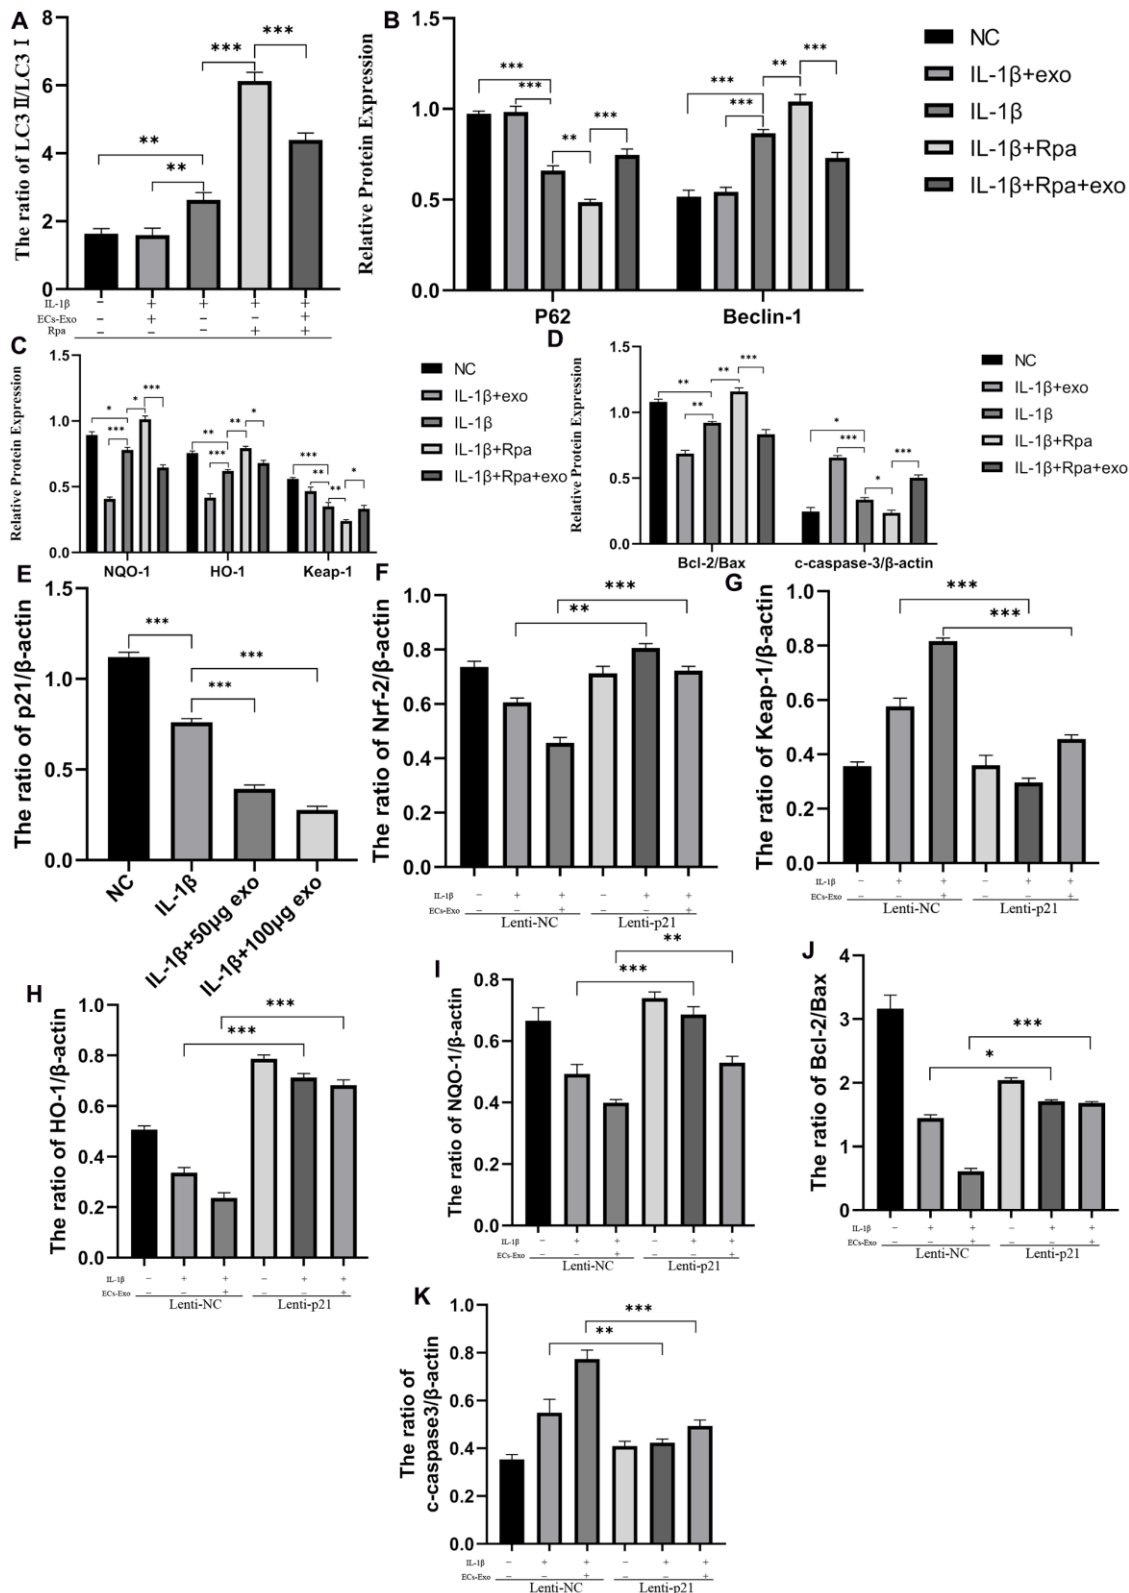 A
The ratio of LC3 II/LC3 I
8
6
4
2
0
**
**
***
***
IL-1β – + + + +
ECs-Exo – + – – +
Rpa – – – + +
B
Relative Protein Expression
1.5
1.0
0.5
0.0
***
***
**
***
***
***
**
***
P62 Beclin-1
NC
IL-1β+exo
IL-1β
IL-1β+Rpa
IL-1β+Rpa+exo
C
Relative Protein Expression
1.5
1.0
0.5
0.0
*
***
*
***
**
***
**
*
***
**
**
*
NQO-1 HO-1 Keap-1
NC
IL-1β+exo
IL-1β
IL-1β+Rpa
IL-1β+Rpa+exo
D
Relative Protein Expression
1.5
1.0
0.5
0.0
**
**
**
***
*
***
*
***
Bcl-2/Bax c-caspase-3/β-actin
NC
IL-1β+exo
IL-1β
IL-1β+Rpa
IL-1β+Rpa+exo
E
The ratio of p21/β-actin
1.5
1.0
0.5
0.0
***
***
***
NC
IL-1β
IL-1β+50μg exo
IL-1β+100μg exo
F
The ratio of Nrf-2/β-actin
1.0
0.8
0.6
0.4
0.2
0.0
***
**
IL-1β – + + – + +
ECs-Exo – – + – – +
Lenti-NC Lenti-p21
G
The ratio of Keap-1/β-actin
1.0
0.8
0.6
0.4
0.2
0.0
***
***
IL-1β – + + – + +
ECs-Exo – – + – – +
Lenti-NC Lenti-p21
H
The ratio of HO-1/β-actin
1.0
0.8
0.6
0.4
0.2
0.0
***
***
IL-1β – + + – + +
ECs-Exo – – + – – +
Lenti-NC Lenti-p21
I
The ratio of NQO-1/β-actin
0.8
0.6
0.4
0.2
0.0
**
***
IL-1β – + + – + +
ECs-Exo – – + – – +
Lenti-NC Lenti-p21
J
The ratio of Bcl-2/Bax
4
3
2
1
0
***
*
IL-1β – + + – + +
ECs-Exo – – + – – +
Lenti-NC Lenti-p21
K
The ratio of
c-caspase3/β-actin
1.0
0.8
0.6
0.4
0.2
0.0
***
**
IL-1β – + + – + +
ECs-Exo – – + – – +
Lenti-NC Lenti-p21